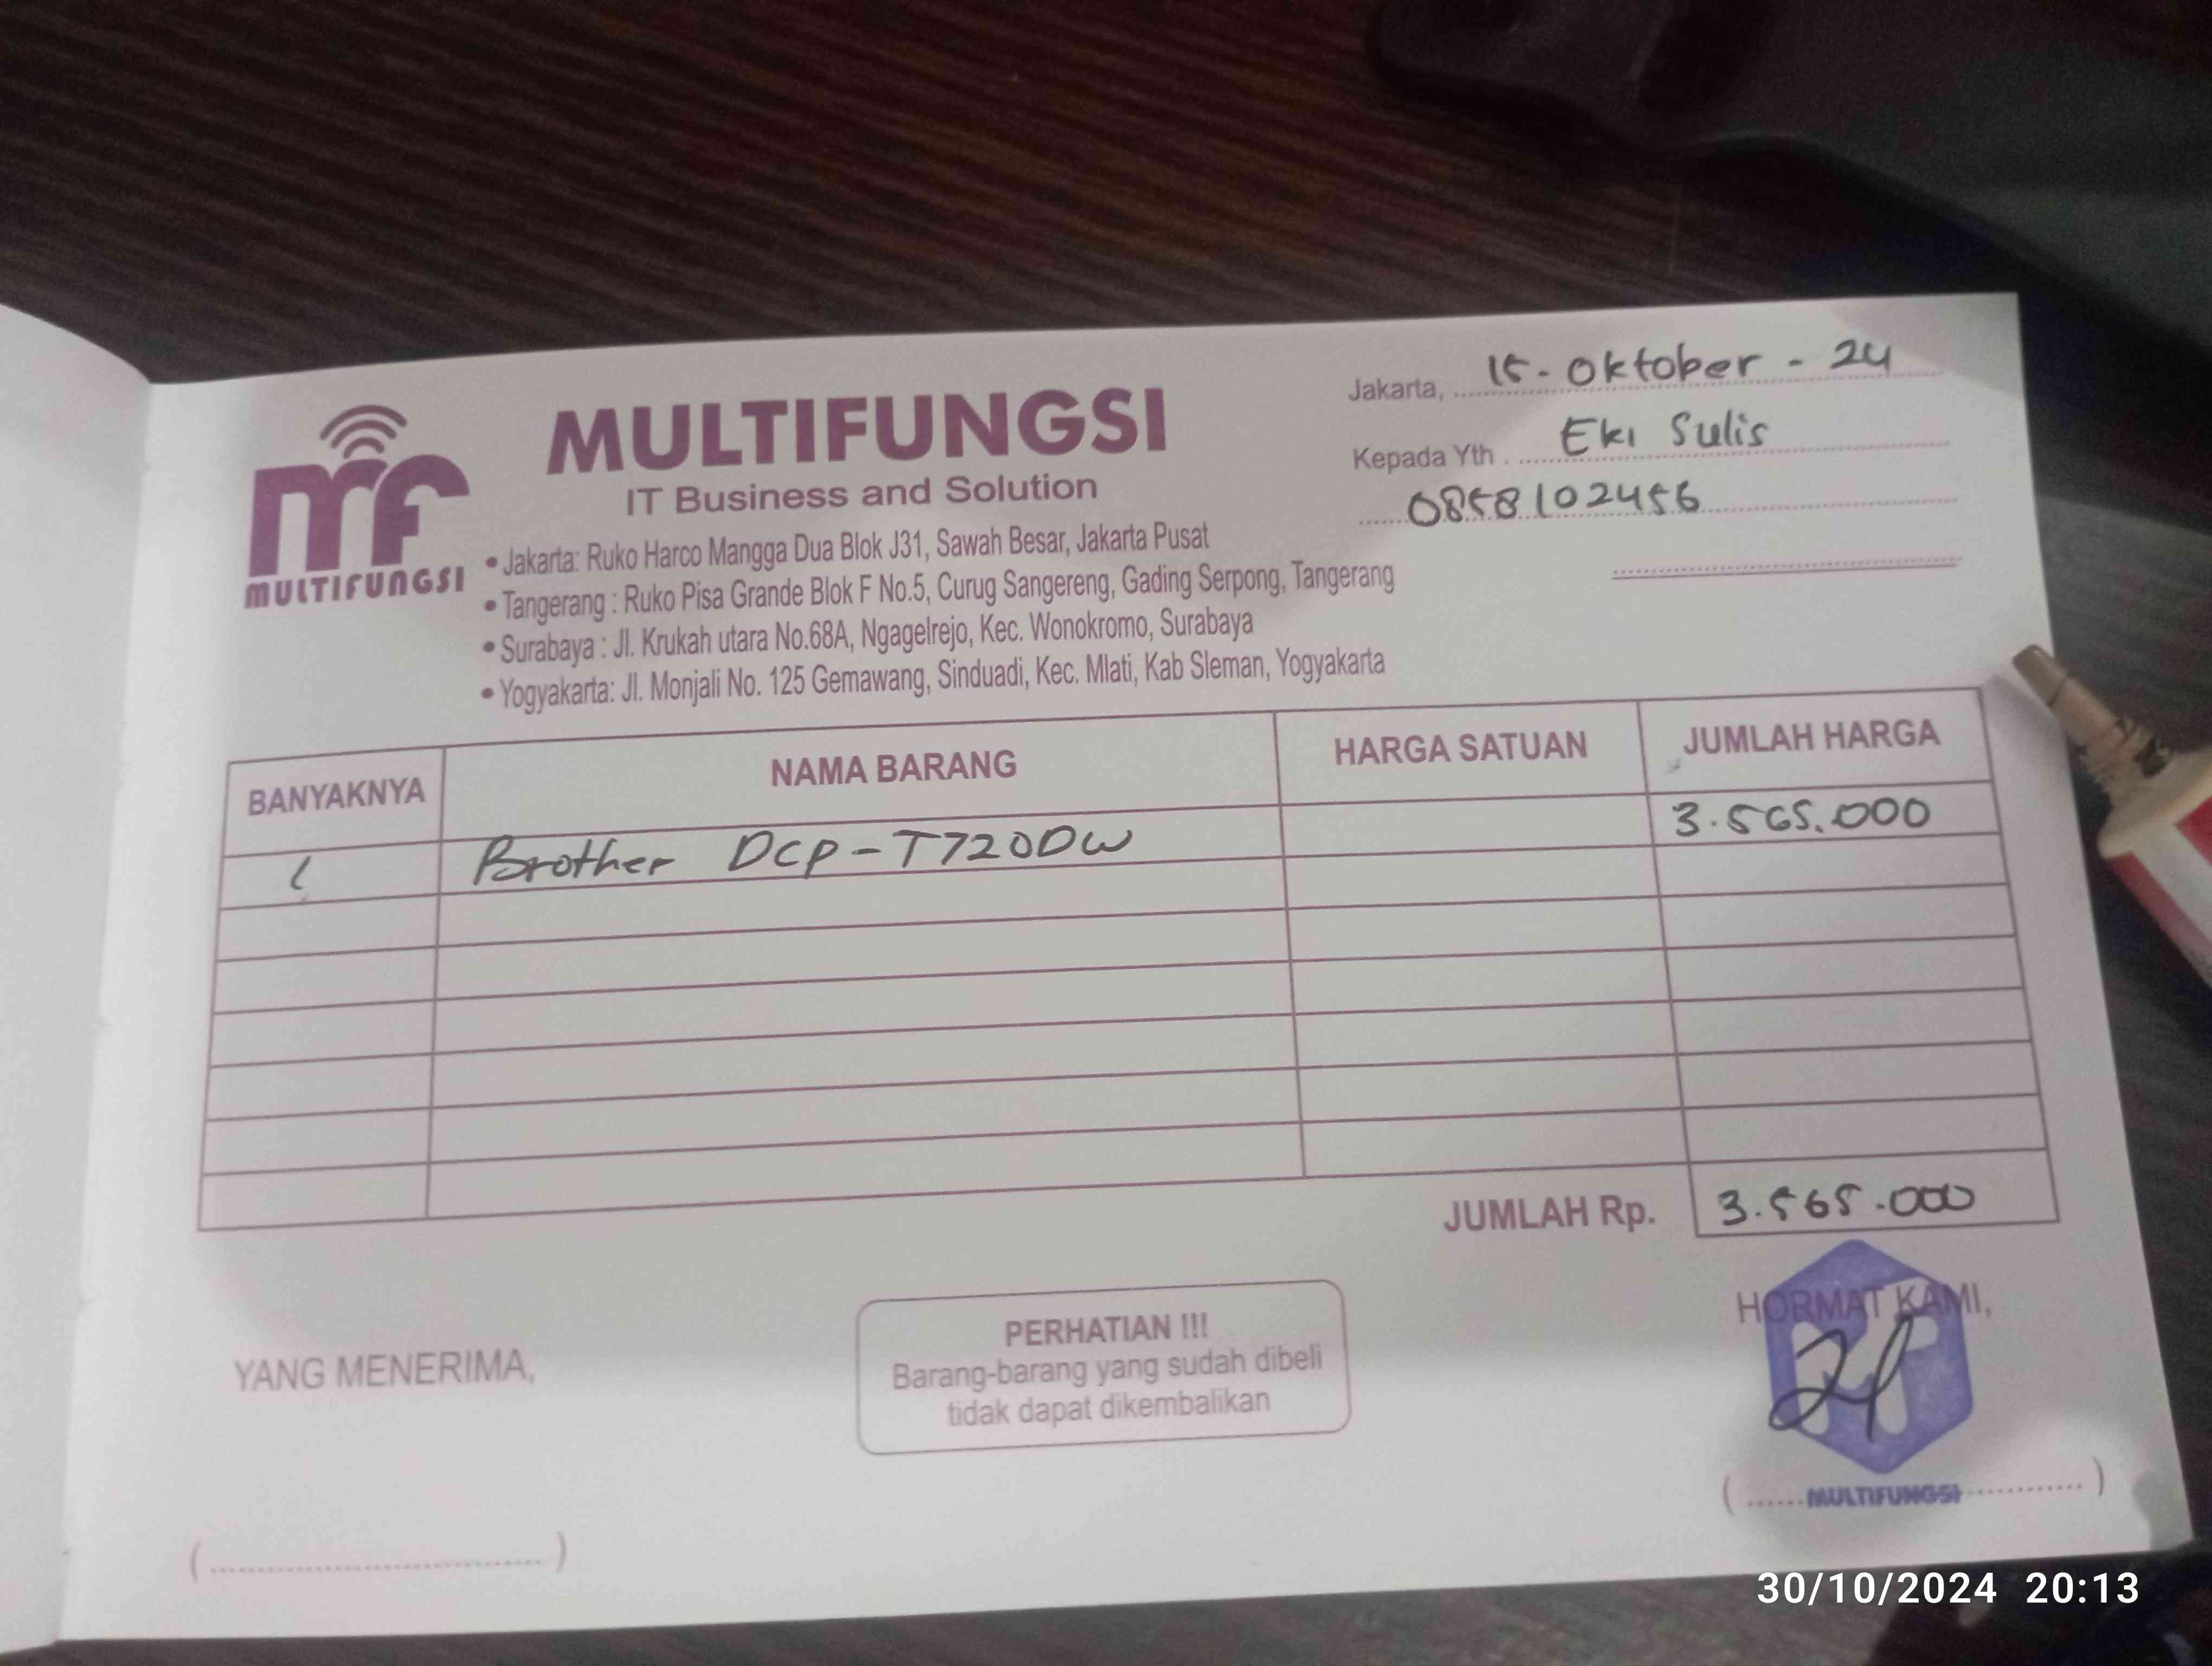 MULTIFUNGSI
MULTIFUNGSI
IT Business and Solution
• Jakarta: Ruko Harco Mangga Dua Blok J31, Sawah Besar, Jakarta Pusat
• Tangerang : Ruko Pisa Grande Blok F No.5, Curug Sangereng, Gading Serpong, Tangerang
• Surabaya : Jl. Krukah utara No.68A, Ngagelrejo, Kec. Wonokromo, Surabaya
• Yogyakarta: Jl. Monjali No. 125 Gemawang, Sinduadi, Kec. Mlati, Kab Sleman, Yogyakarta
Jakarta, 15 - Oktober - 24
Kepada Yth . Eki Sulis
0858102456
BANYAKNYA NAMA BARANG HARGA SATUAN JUMLAH HARGA
1 Brother DCP-T720DW 3.565.000
JUMLAH Rp. 3.565.000
YANG MENERIMA,
PERHATIAN !!!
Barang-barang yang sudah dibeli
tidak dapat dikembalikan
HORMAT KAMI,
MULTIFUNGSI
30/10/2024 20:13